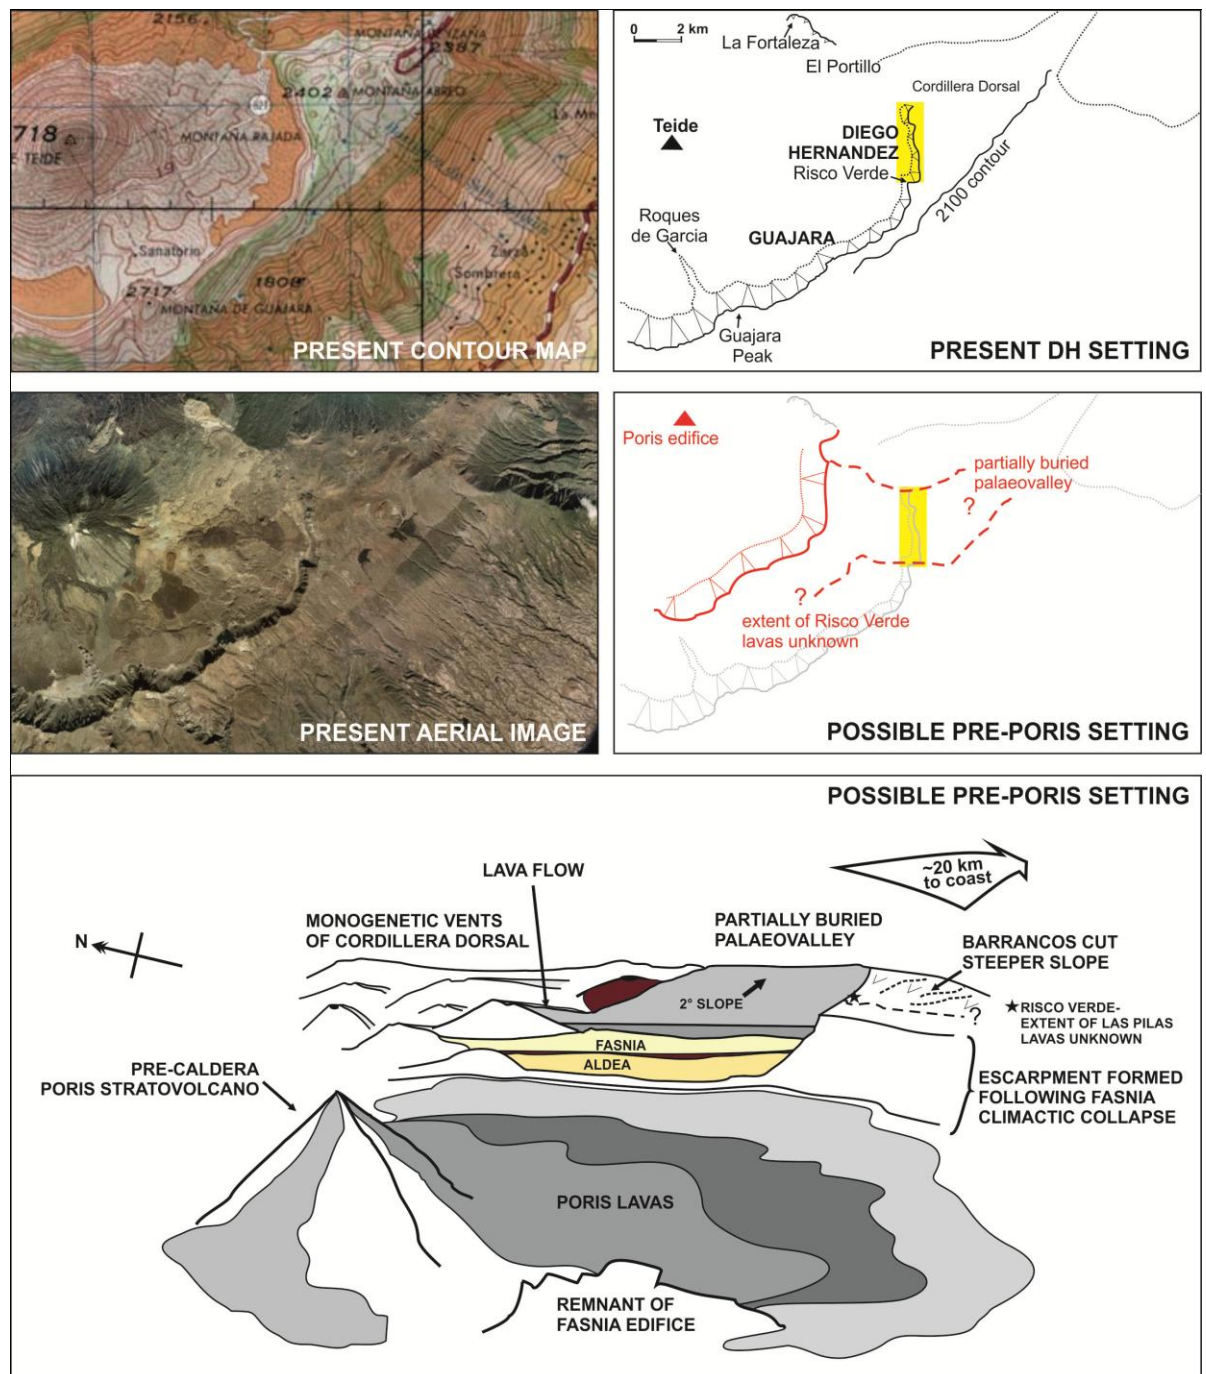 2156
MONTAÑA DE IZAÑA
2387
2402
MONTAÑA ABREO
821
MONTAÑA RAJADA
718
E TEIDE
19
Sanatorio
Zarza
Sombrera
2717
1808
MONTAÑA DE GUAJARA
PRESENT CONTOUR MAP
0 2 km
La Fortaleza
El Portillo
Cordillera Dorsal
Teide
DIEGO
HERNANDEZ
Risco Verde
2100 contour
Roques
de Garcia
GUAJARA
Guajara
Peak
PRESENT DH SETTING
PRESENT AERIAL IMAGE
Poris edifice
partially buried
palaeovalley
?
?
extent of Risco Verde
lavas unknown
POSSIBLE PRE-PORIS SETTING
POSSIBLE PRE-PORIS SETTING
~20 km
to coast
LAVA FLOW
MONOGENETIC VENTS
OF CORDILLERA DORSAL
PARTIALLY BURIED
PALAEOVALLEY
N
BARRANCOS CUT
STEEPER SLOPE
2° SLOPE
★RISCO VERDE-
EXTENT OF LAS PILAS
LAVAS UNKNOWN
?
FASNIA
ALDEA
PRE-CALDERA
PORIS STRATOVOLCANO
ESCARPMENT FORMED
FOLLOWING FASNIA
CLIMACTIC COLLAPSE
PORIS LAVAS
REMNANT OF
FASNIA EDIFICE